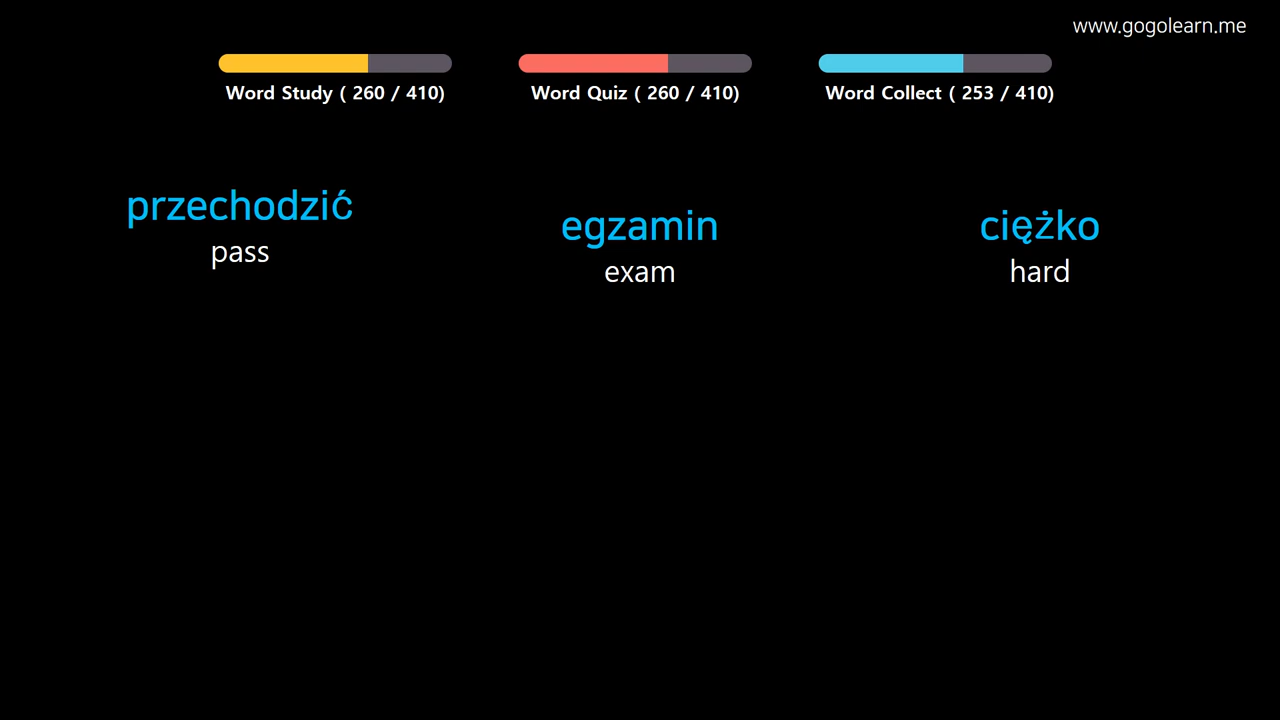 www.gogolearn.me
Word Study ( 260 / 410)
Word Quiz ( 260 / 410)
Word Collect ( 253 / 410)
przechodzić
pass
egzamin
exam
ciężko
hard